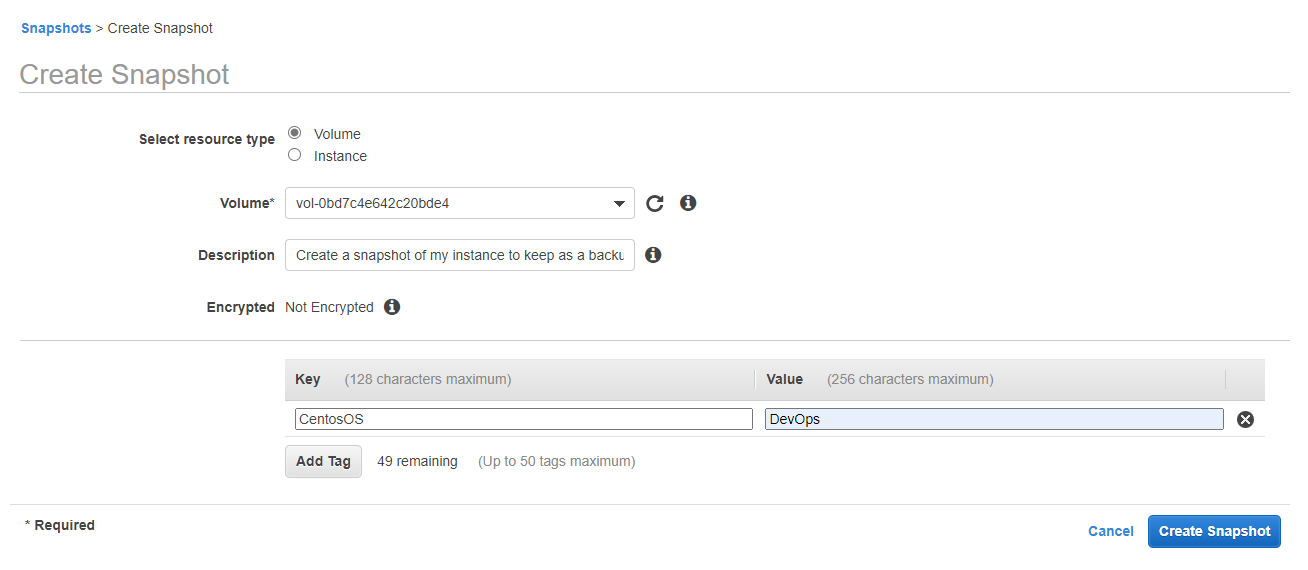 Snapshots > Create Snapshot
Create Snapshot
Select resource type
Volume
Instance
Volume* vol-0bd7c4e642c20bde4
Description Create a snapshot of my instance to keep as a backu
Encrypted Not Encrypted
Key (128 characters maximum) Value (256 characters maximum)
CentosOS DevOps
Add Tag 49 remaining (Up to 50 tags maximum)
* Required
Cancel Create Snapshot